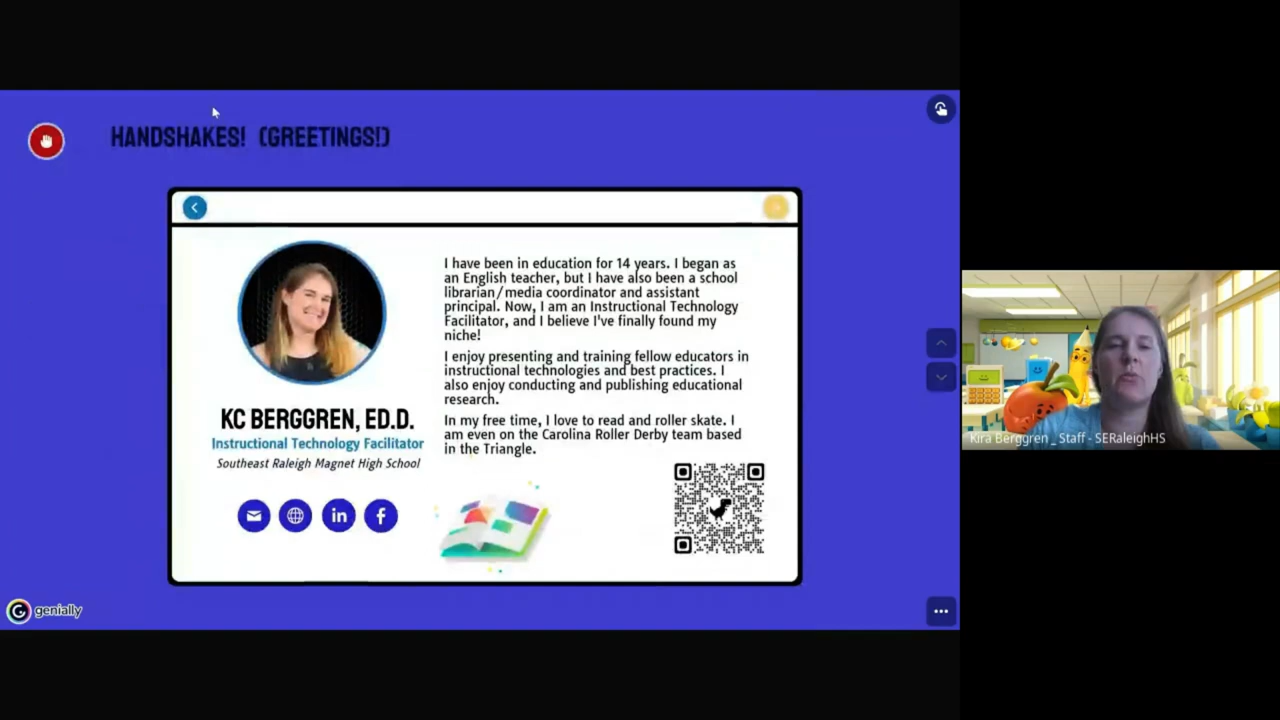 HANDSHAKES! (GREETINGS!)
KC BERGGREN, ED.D.
Instructional Technology Facilitator
Southeast Raleigh Magnet High School
I have been in education for 14 years. I began as
an English teacher, but I have also been a school
librarian/media coordinator and assistant
principal. Now, I am an Instructional Technology
Facilitator, and I believe I've finally found my
niche!
I enjoy presenting and training fellow educators in
instructional technologies and best practices. I
also enjoy conducting and publishing educational
research.
In my free time, I love to read and roller skate. I
am even on the Carolina Roller Derby team based
in the Triangle.
in
f
genially
Kira Berggren _ Staff - SERaleighHS